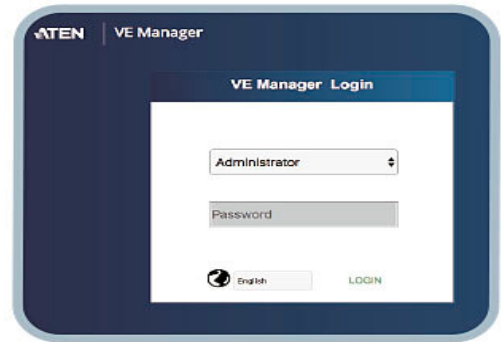 ATEN VE Manager
VE Manager Login
Administrator
Password
English LOGIN